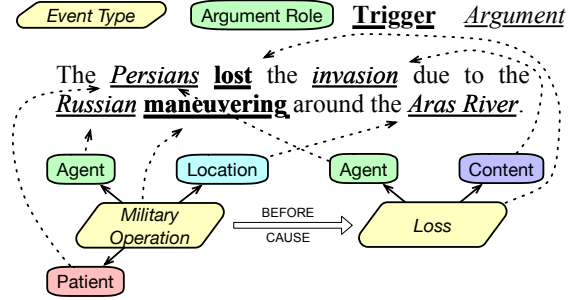 Event Type Argument Role Trigger Argument
The Persians lost the invasion due to the
Russian maneuvering around the Aras River.
Agent Location Agent Content
Military
Operation
BEFORE
CAUSE
Loss
Patient